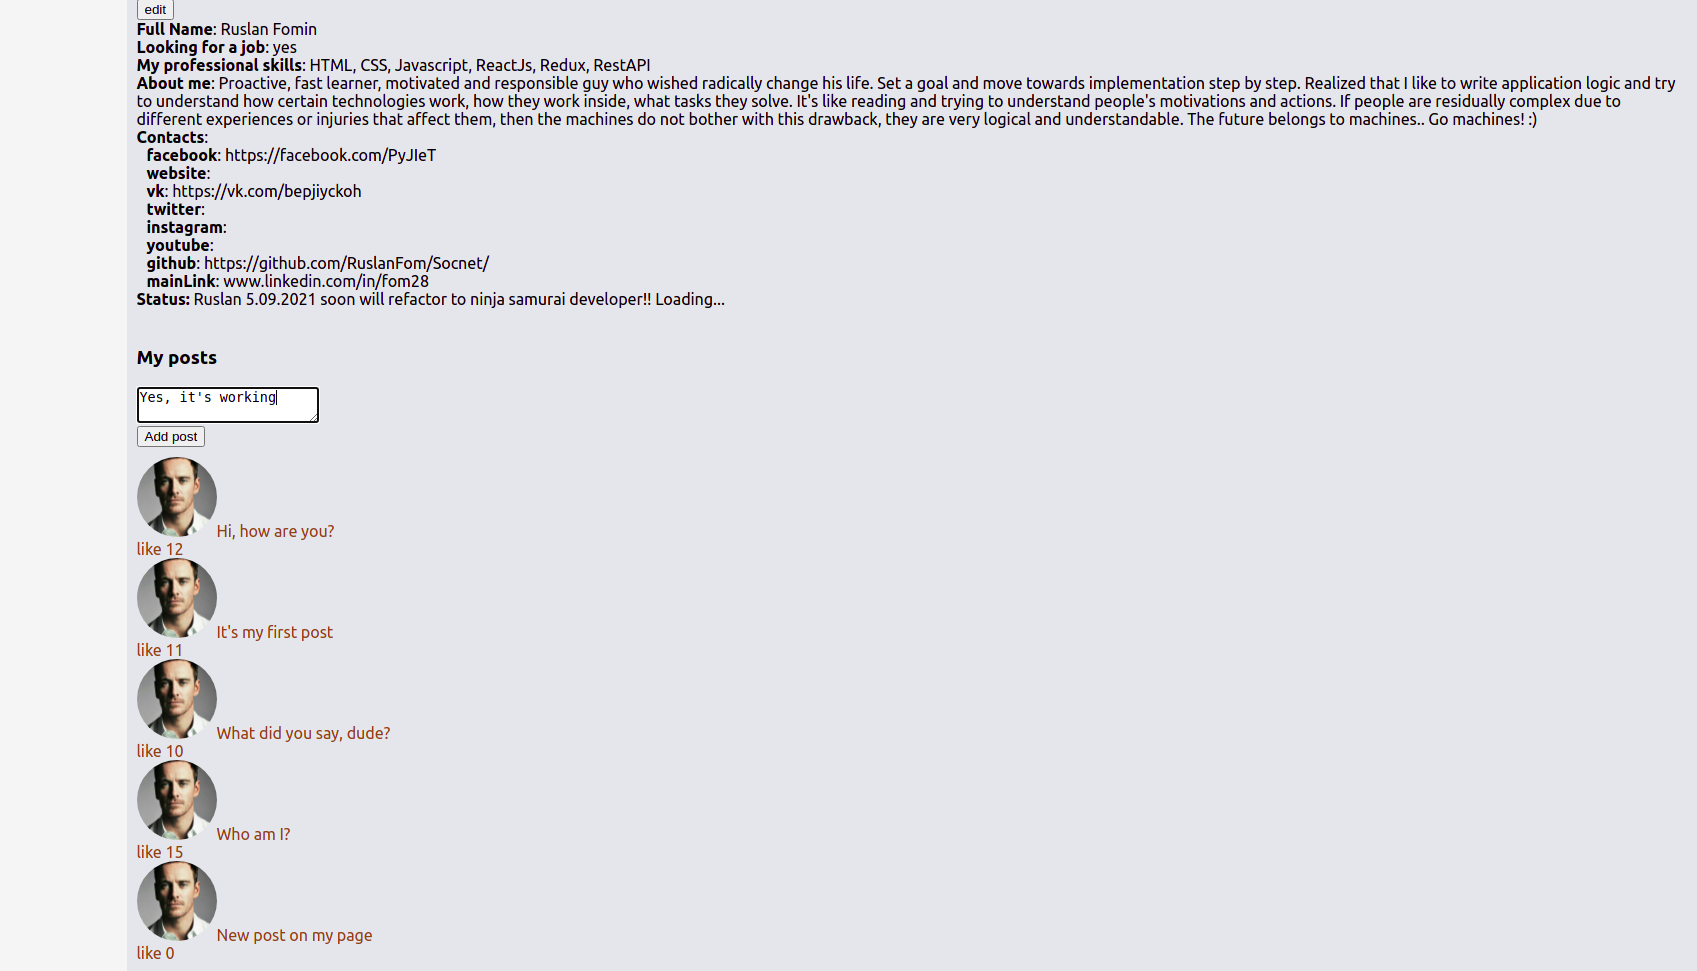 edit
Full Name: Ruslan Fomin
Looking for a job: yes
My professional skills: HTML, CSS, Javascript, ReactJs, Redux, RestAPI
About me: Proactive, fast learner, motivated and responsible guy who wished radically change his life. Set a goal and move towards implementation step by step. Realized that I like to write application logic and try
to understand how certain technologies work, how they work inside, what tasks they solve. It's like reading and trying to understand people's motivations and actions. If people are residually complex due to
different experiences or injuries that affect them, then the machines do not bother with this drawback, they are very logical and understandable. The future belongs to machines.. Go machines! :)
Contacts:
facebook: https://facebook.com/PyJIeT
website:
vk: https://vk.com/bepjiyckoh
twitter:
instagram:
youtube:
github: https://github.com/RuslanFom/Socnet/
mainLink: www.linkedin.com/in/fom28
Status: Ruslan 5.09.2021 soon will refactor to ninja samurai developer!! Loading...
My posts
Yes, it's working
Add post
Hi, how are you?
like 12
It's my first post
like 11
What did you say, dude?
like 10
Who am I?
like 15
New post on my page
like 0